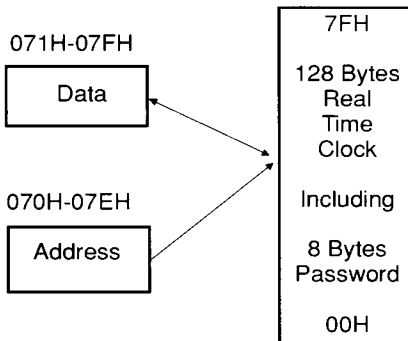 071H-07FH
Data
070H-07EH
Address
7FH
128 Bytes
Real
Time
Clock
Including
8 Bytes
Password
00H